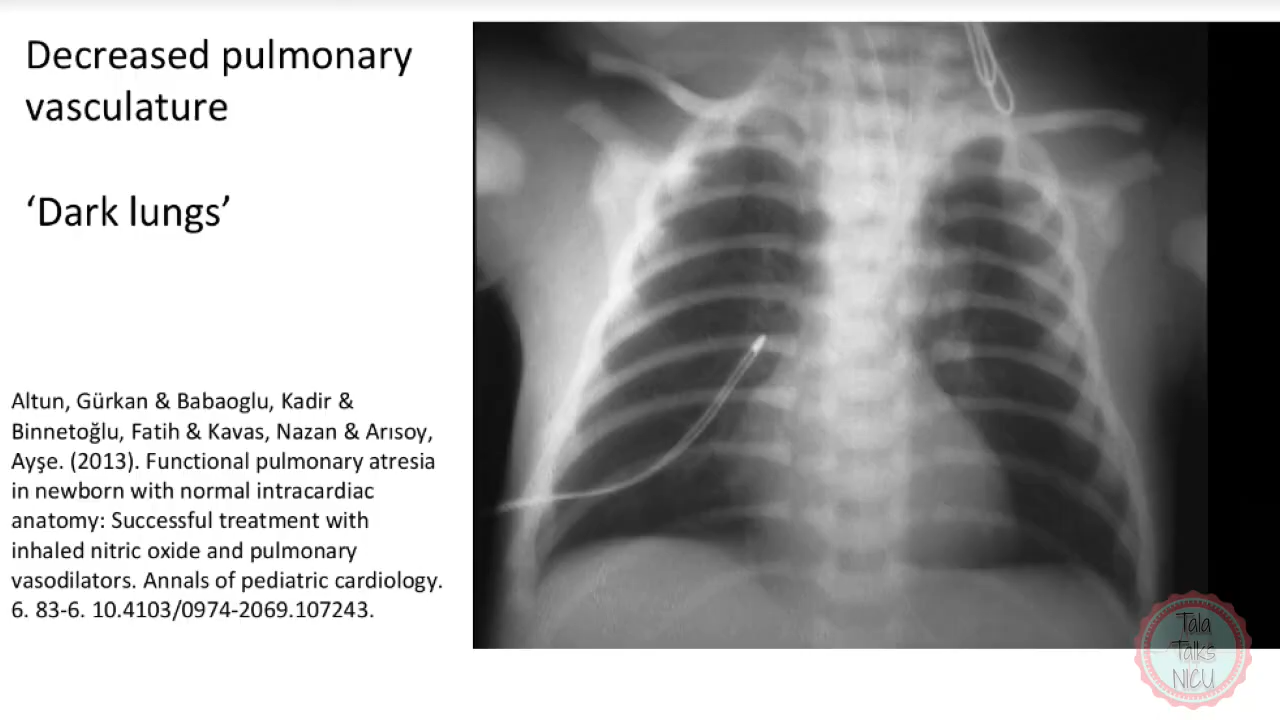 Decreased pulmonary
vasculature
‘Dark lungs’
Altun, Gürkan & Babaoglu, Kadir &
Binnetoğlu, Fatih & Kavas, Nazan & Arısoy,
Ayşe. (2013). Functional pulmonary atresia
in newborn with normal intracardiac
anatomy: Successful treatment with
inhaled nitric oxide and pulmonary
vasodilators. Annals of pediatric cardiology.
6. 83-6. 10.4103/0974-2069.107243.
Tala
Talks
NICU